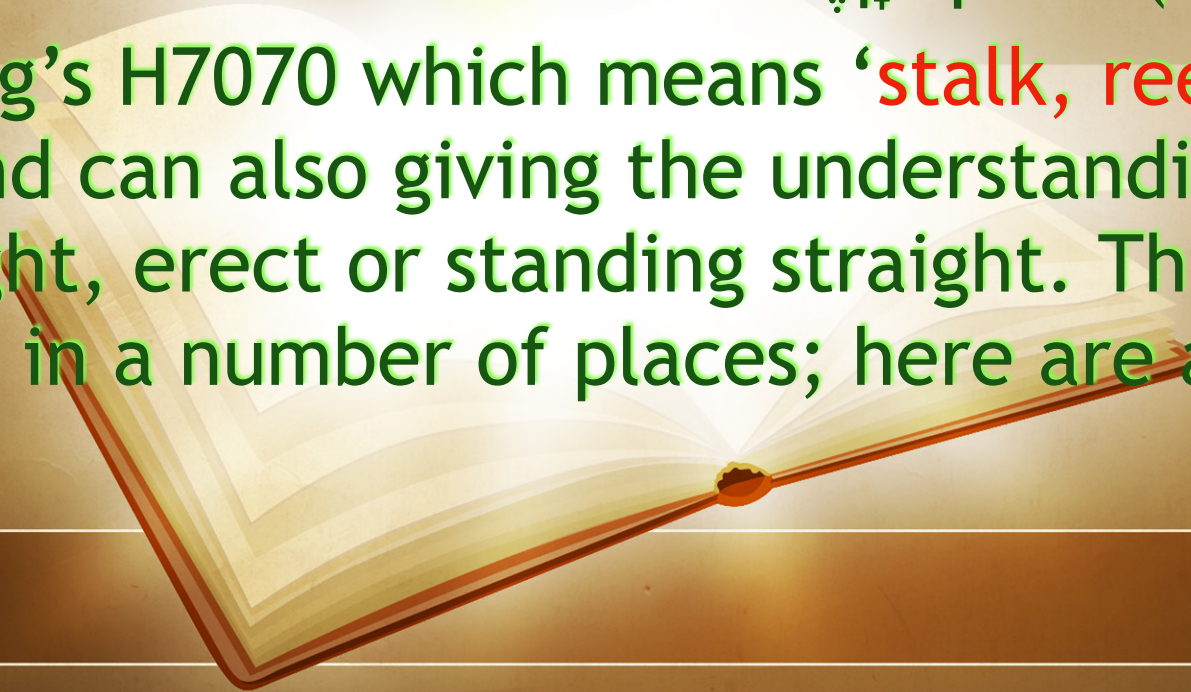 g’s H7070 which means ‘stalk, ree
nd can also giving the understandi
ght, erect or standing straight. Th
in a number of places; here are a